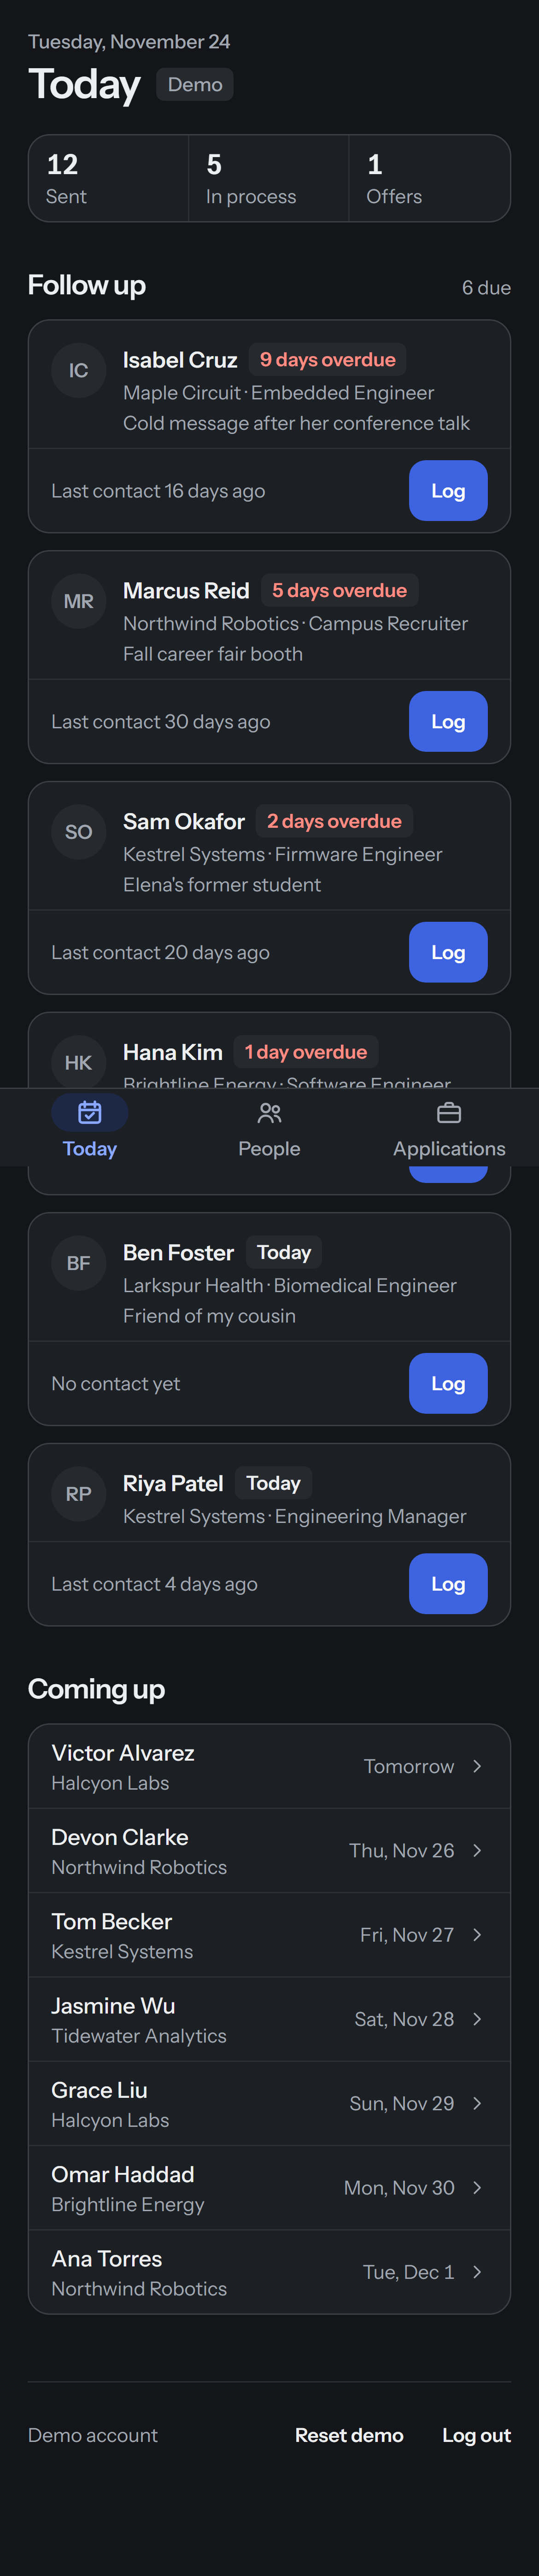 Tuesday, November 24
Today
Demo
12
Sent
5
In process
1
Offers
Follow up
6 due
IC
Isabel Cruz
9 days overdue
Maple Circuit · Embedded Engineer
Cold message after her conference talk
Last contact 16 days ago
Log
MR
Marcus Reid
5 days overdue
Northwind Robotics · Campus Recruiter
Fall career fair booth
Last contact 30 days ago
Log
SO
Sam Okafor
2 days overdue
Kestrel Systems · Firmware Engineer
Elena's former student
Last contact 20 days ago
Log
HK
Hana Kim
1 day overdue
Brightline Energy · Software Engineer
Today
People
Applications
BF
Ben Foster
Today
Larkspur Health · Biomedical Engineer
Friend of my cousin
No contact yet
Log
RP
Riya Patel
Today
Kestrel Systems · Engineering Manager
Last contact 4 days ago
Log
Coming up
Victor Alvarez
Halcyon Labs
Tomorrow
Devon Clarke
Northwind Robotics
Thu, Nov 26
Tom Becker
Kestrel Systems
Fri, Nov 27
Jasmine Wu
Tidewater Analytics
Sat, Nov 28
Grace Liu
Halcyon Labs
Sun, Nov 29
Omar Haddad
Brightline Energy
Mon, Nov 30
Ana Torres
Northwind Robotics
Tue, Dec 1
Demo account
Reset demo
Log out